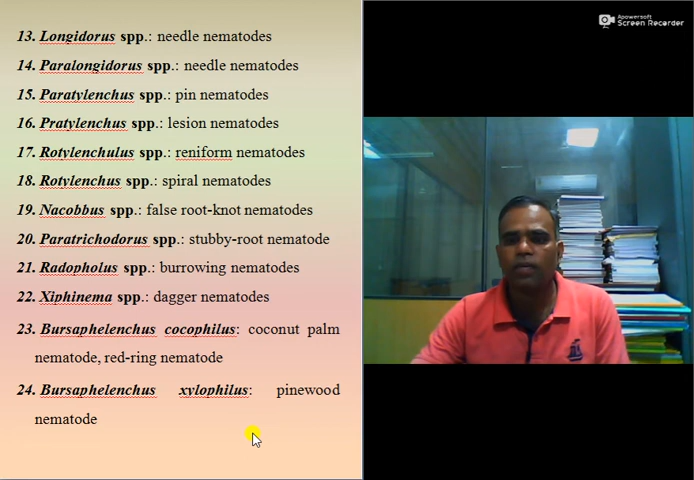 13. Longidorus spp.: needle nematodes
14. Paralongidorus spp.: needle nematodes
15. Paratylenchus spp.: pin nematodes
16. Pratylenchus spp.: lesion nematodes
17. Rotylenchulus spp.: reniform nematodes
18. Rotylenchus spp.: spiral nematodes
19. Nacobbus spp.: false root-knot nematodes
20. Paratrichodorus spp.: stubby-root nematode
21. Radopholus spp.: burrowing nematodes
22. Xiphinema spp.: dagger nematodes
23. Bursaphelenchus cocophilus: coconut palm
nematode, red-ring nematode
24. Bursaphelenchus xylophilus: pinewood
nematode
Apowersoft
Screen Recorder